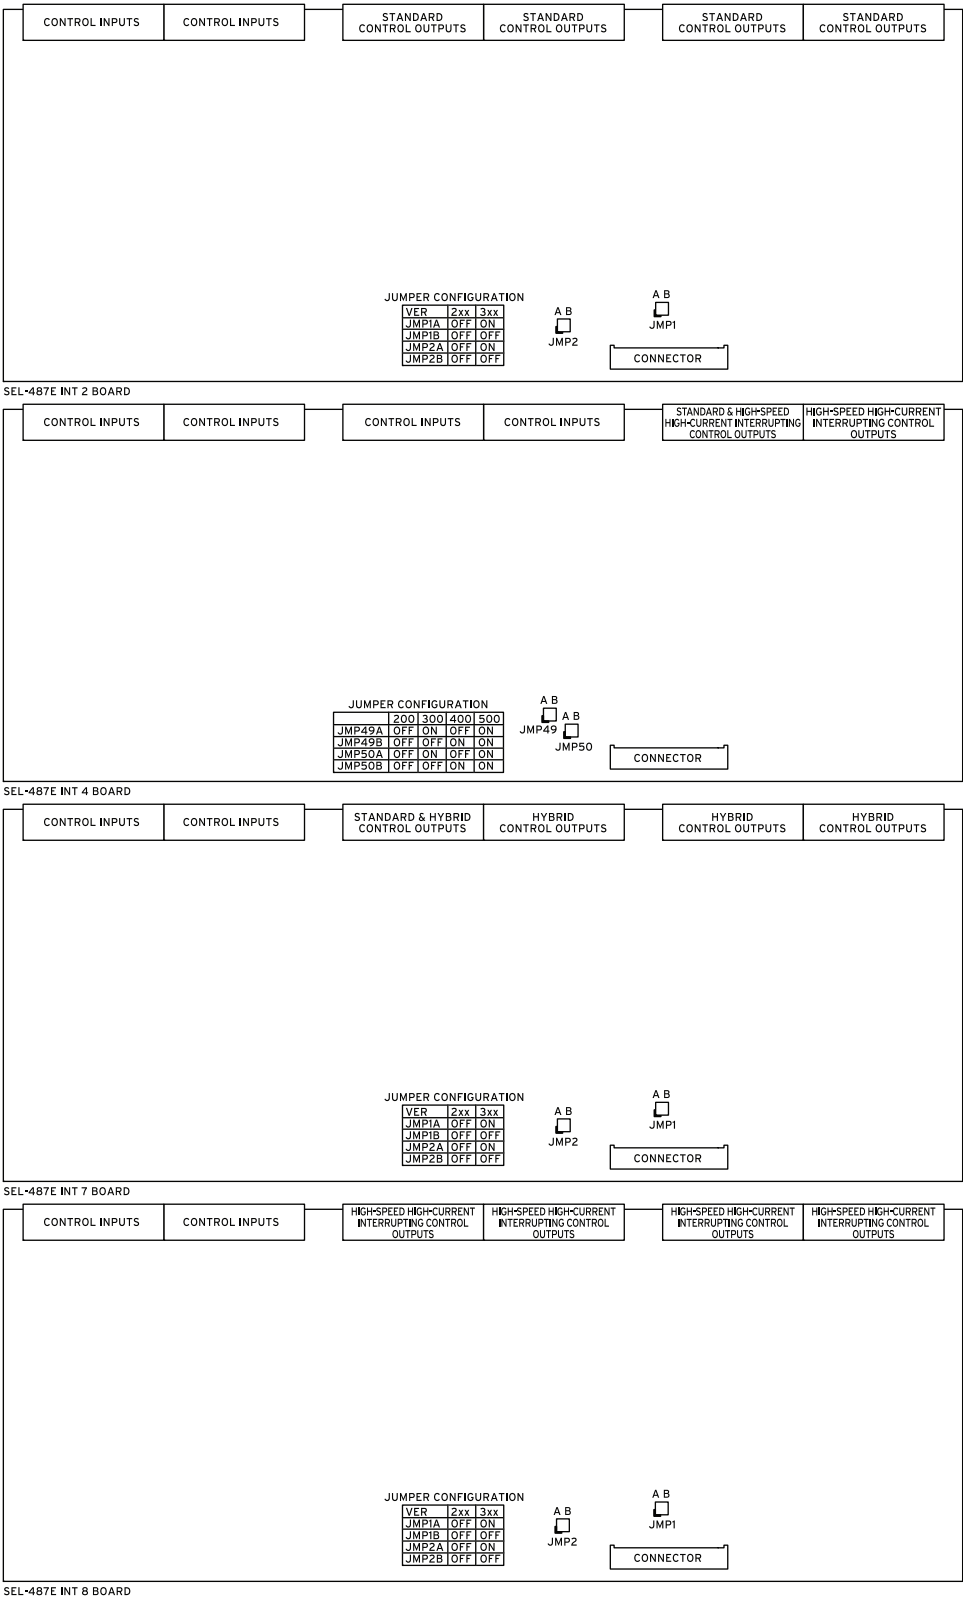 CONTROL INPUTS
CONTROL INPUTS
STANDARD
CONTROL OUTPUTS
STANDARD
CONTROL OUTPUTS
STANDARD
CONTROL OUTPUTS
STANDARD
CONTROL OUTPUTS
JUMPER CONFIGURATION
VER 2xx 3xx
JMP1A OFF ON
JMP1B OFF OFF
JMP2A OFF ON
JMP2B OFF OFF
A B
JMP2
A B
JMP1
CONNECTOR
SEL-487E INT 2 BOARD
CONTROL INPUTS
CONTROL INPUTS
CONTROL INPUTS
CONTROL INPUTS
STANDARD & HIGH-SPEED
HIGH-CURRENT INTERRUPTING
CONTROL OUTPUTS
HIGH-SPEED HIGH-CURRENT
INTERRUPTING CONTROL
OUTPUTS
JUMPER CONFIGURATION
200 300 400 500
JMP49A OFF ON OFF ON
JMP49B OFF OFF ON ON
JMP50A OFF ON OFF ON
JMP50B OFF OFF ON ON
A B
JMP49
A B
JMP50
CONNECTOR
SEL-487E INT 4 BOARD
CONTROL INPUTS
CONTROL INPUTS
STANDARD & HYBRID
CONTROL OUTPUTS
HYBRID
CONTROL OUTPUTS
HYBRID
CONTROL OUTPUTS
HYBRID
CONTROL OUTPUTS
JUMPER CONFIGURATION
VER 2xx 3xx
JMP1A OFF ON
JMP1B OFF OFF
JMP2A OFF ON
JMP2B OFF OFF
A B
JMP2
A B
JMP1
CONNECTOR
SEL-487E INT 7 BOARD
CONTROL INPUTS
CONTROL INPUTS
HIGH-SPEED HIGH-CURRENT
INTERRUPTING CONTROL
OUTPUTS
HIGH-SPEED HIGH-CURRENT
INTERRUPTING CONTROL
OUTPUTS
HIGH-SPEED HIGH-CURRENT
INTERRUPTING CONTROL
OUTPUTS
HIGH-SPEED HIGH-CURRENT
INTERRUPTING CONTROL
OUTPUTS
JUMPER CONFIGURATION
VER 2xx 3xx
JMP1A OFF ON
JMP1B OFF OFF
JMP2A OFF ON
JMP2B OFF OFF
A B
JMP2
A B
JMP1
CONNECTOR
SEL-487E INT 8 BOARD